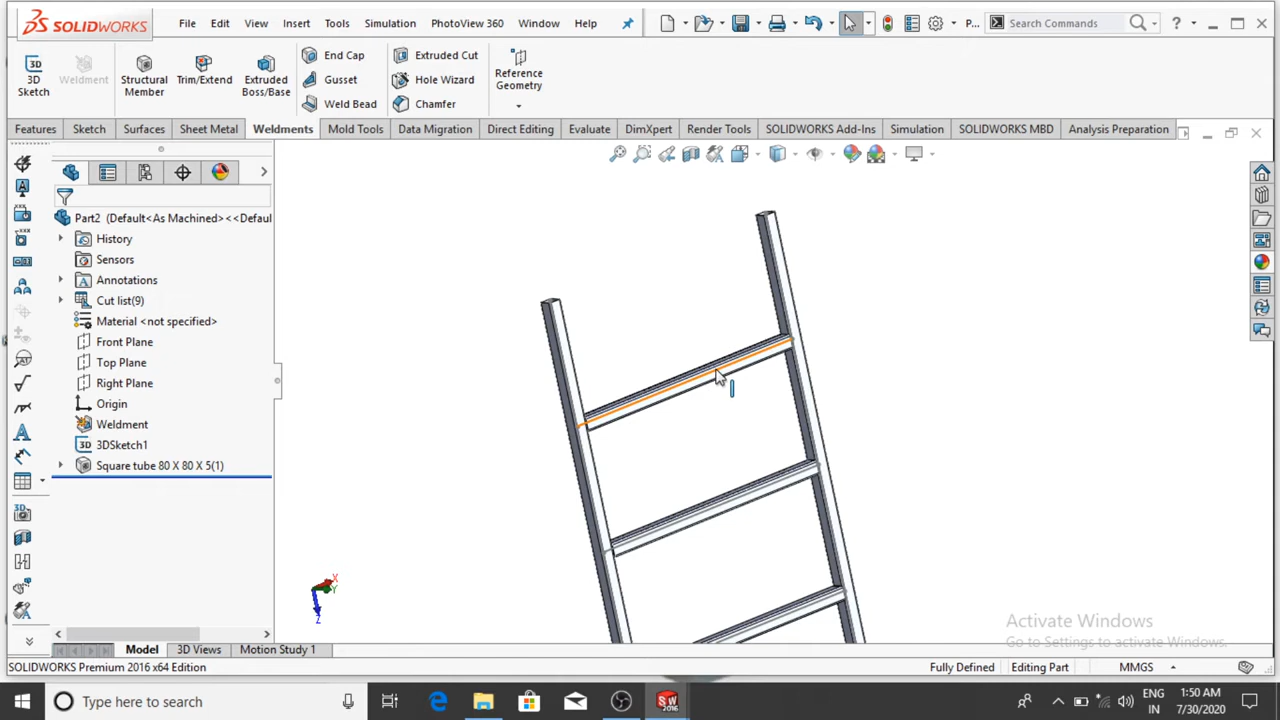 SOLIDWORKS File Edit View Insert Tools Simulation PhotoView 360 Window Help P... Search Commands
3D Sketch
Weldment
Structural Member
Trim/Extend
Extruded Boss/Base
End Cap
Gusset
Weld Bead
Extruded Cut
Hole Wizard
Chamfer
Reference Geometry
Features Sketch Surfaces Sheet Metal Weldments Mold Tools Data Migration Direct Editing Evaluate DimXpert Render Tools SOLIDWORKS Add-Ins Simulation SOLIDWORKS MBD Analysis Preparation
Part2 (Default<As Machined><<Defaul
History
Sensors
Annotations
Cut list(9)
Material <not specified>
Front Plane
Top Plane
Right Plane
Origin
Weldment
3D 3DSketch1
Square tube 80 X 80 X 5(1)
X
Y
Z
Activate Windows
Go to Settings to activate Windows.
Model 3D Views Motion Study 1
SOLIDWORKS Premium 2016 x64 Edition Fully Defined Editing Part MMGS
Type here to search
SW 2016
ENG
IN
1:50 AM
7/30/2020